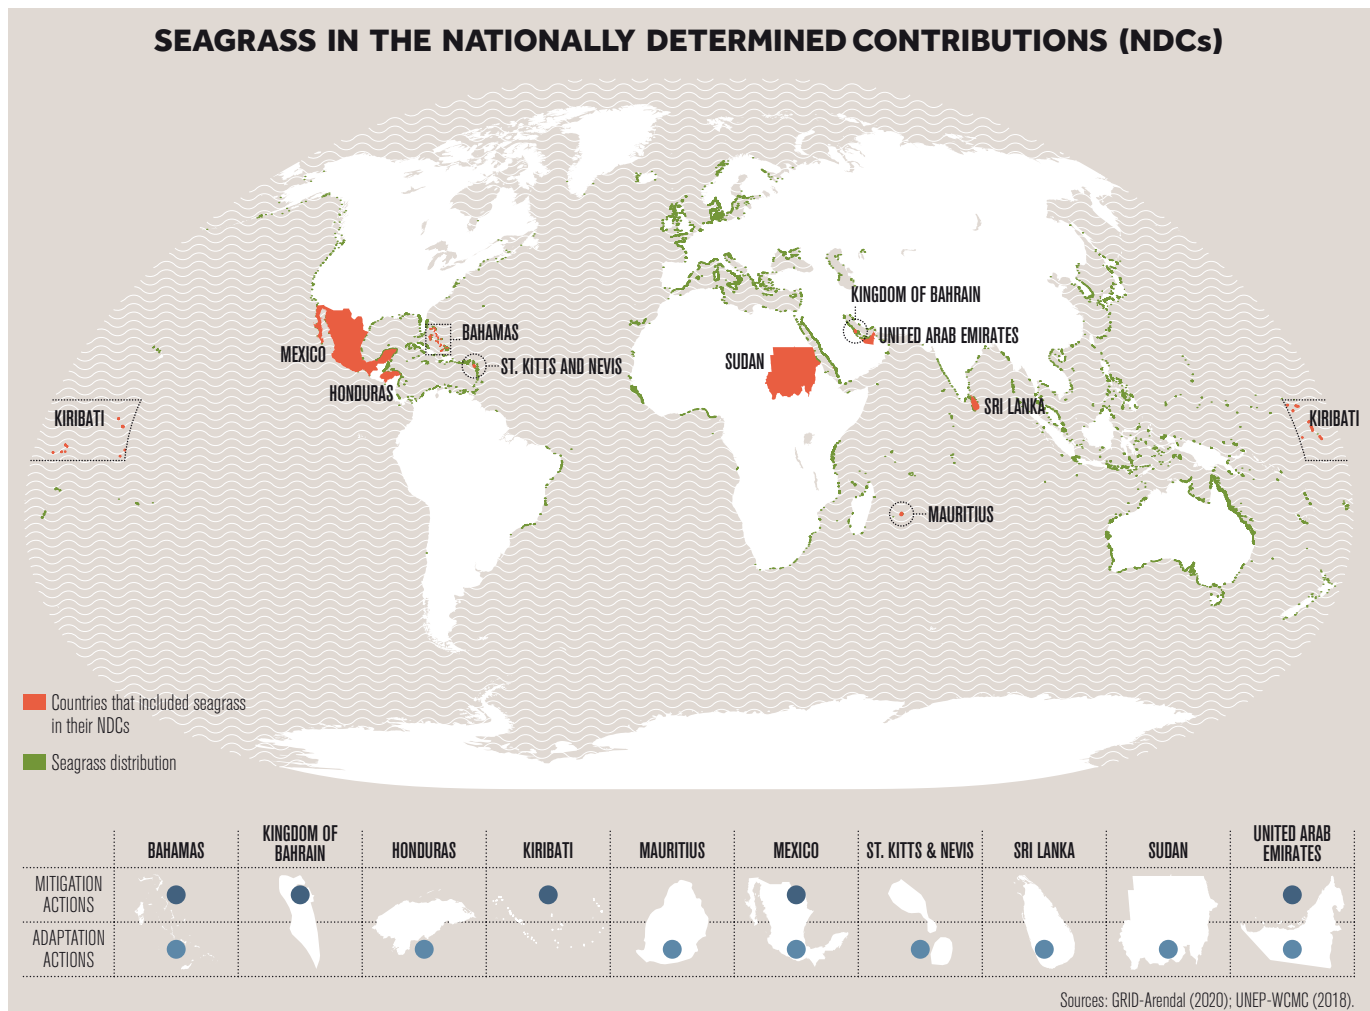 SEAGRASS IN THE NATIONALLY DETERMINED CONTRIBUTIONS (NDCs)
KINGDOM OF BAHRAIN
BAHAMAS
UNITED ARAB EMIRATES
MEXICO
ST. KITTS AND NEVIS
SUDAN
HONDURAS
SRI LANKA
KIRIBATI
KIRIBATI
MAURITIUS
Countries that included seagrass
in their NDCs
Seagrass distribution
BAHAMAS
KINGDOM OF
BAHRAIN
HONDURAS
KIRIBATI
MAURITIUS
MEXICO
ST. KITTS & NEVIS
SRI LANKA
SUDAN
UNITED ARAB
EMIRATES
MITIGATION
ACTIONS
ADAPTATION
ACTIONS
Sources: GRID-Arendal (2020); UNEP-WCMC (2018).